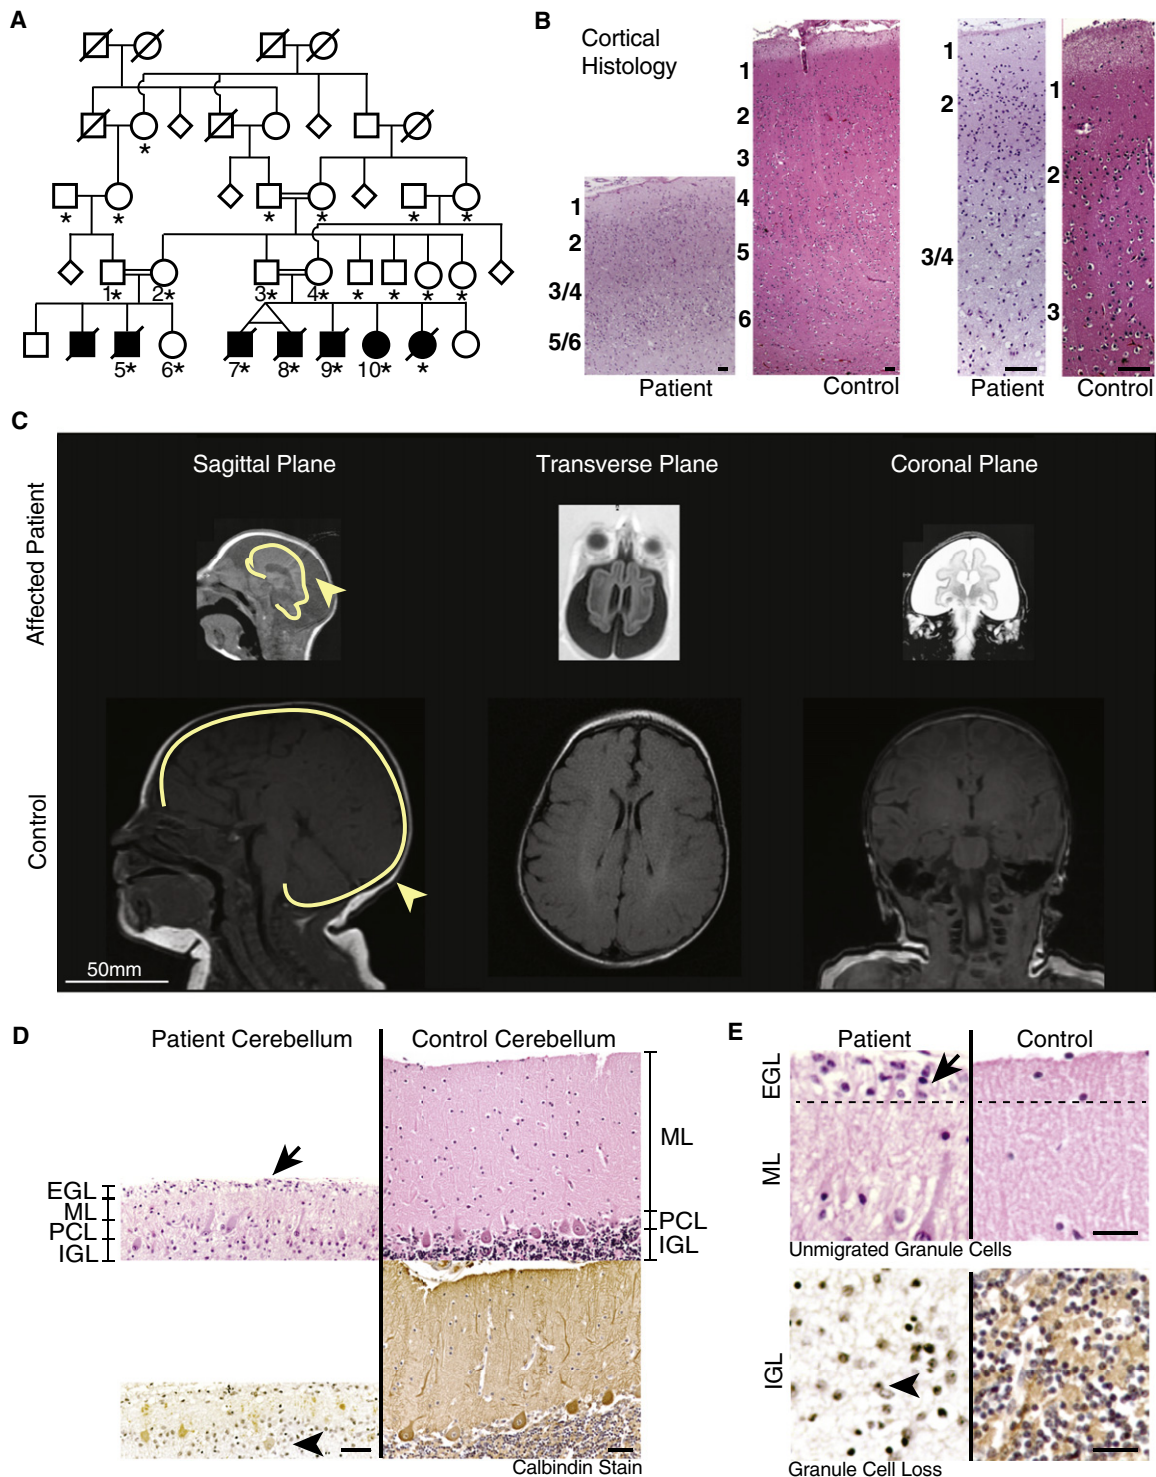 A
*
* * * * * *
1* 2* 3* 4* * * * *
5* 6* 7* 8* 9* 10* *
B
Cortical
Histology
1
2
3/4
5/6
Patient
1
2
3
4
5
6
Control
1
2
3/4
Patient
1
2
3
Control
C
Sagittal Plane
Transverse Plane
Coronal Plane
Affected Patient
Control
50mm
D
Patient Cerebellum
Control Cerebellum
EGL
ML
PCL
IGL
ML
PCL
IGL
Calbindin Stain
E
Patient
Control
EGL
ML
Unmigrated Granule Cells
IGL
Granule Cell Loss